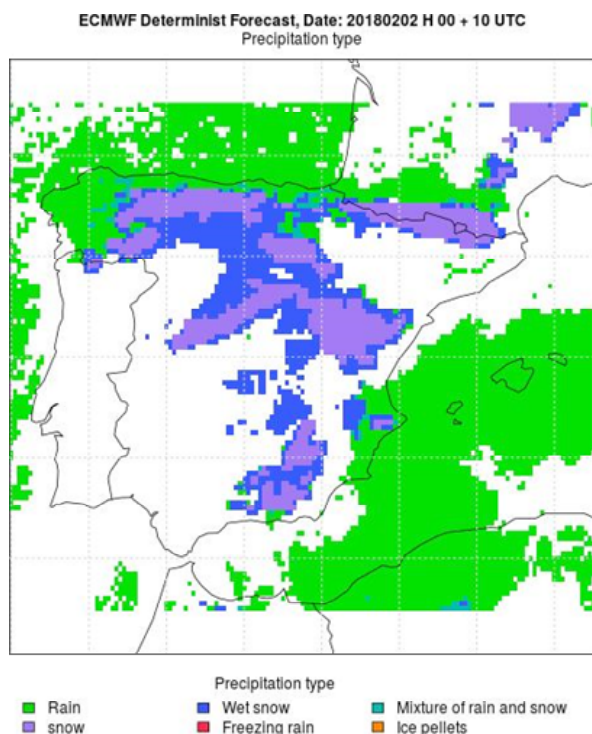 ECMWF Determinist Forecast, Date: 20180202 H 00 + 10 UTC
Precipitation type
Precipitation type
Rain Wet snow Mixture of rain and snow
snow Freezing rain Ice pellets